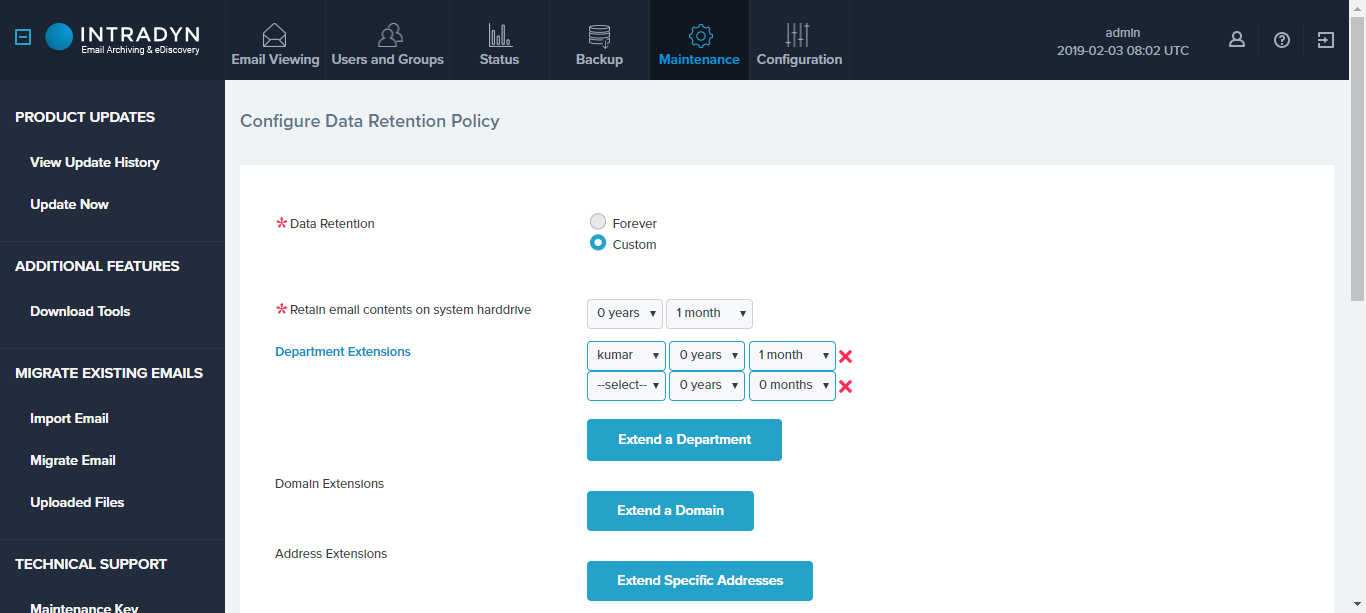 INTRADYN
Email Archiving & eDiscovery
Email Viewing
Users and Groups
Status
Backup
Maintenance
Configuration
admin
2019-02-03 08:02 UTC
PRODUCT UPDATES
View Update History
Update Now
ADDITIONAL FEATURES
Download Tools
MIGRATE EXISTING EMAILS
Import Email
Migrate Email
Uploaded Files
TECHNICAL SUPPORT
Maintenance Key
Configure Data Retention Policy
* Data Retention
Forever
Custom
* Retain email contents on system harddrive
0 years 1 month
Department Extensions
kumar 0 years 1 month
--select-- 0 years 0 months
Extend a Department
Domain Extensions
Extend a Domain
Address Extensions
Extend Specific Addresses